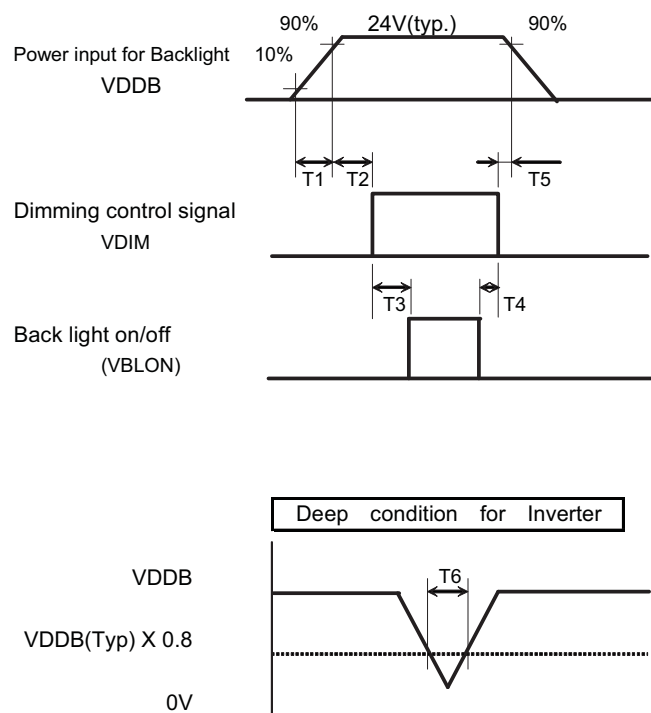 90% 24V(typ.) 90%
Power input for Backlight 10%
VDDB
T1 T2 T5
Dimming control signal
VDIM
T3 T4
Back light on/off
(VBLON)
Deep condition for Inverter
VDDB T6
VDDB(Typ) X 0.8
0V